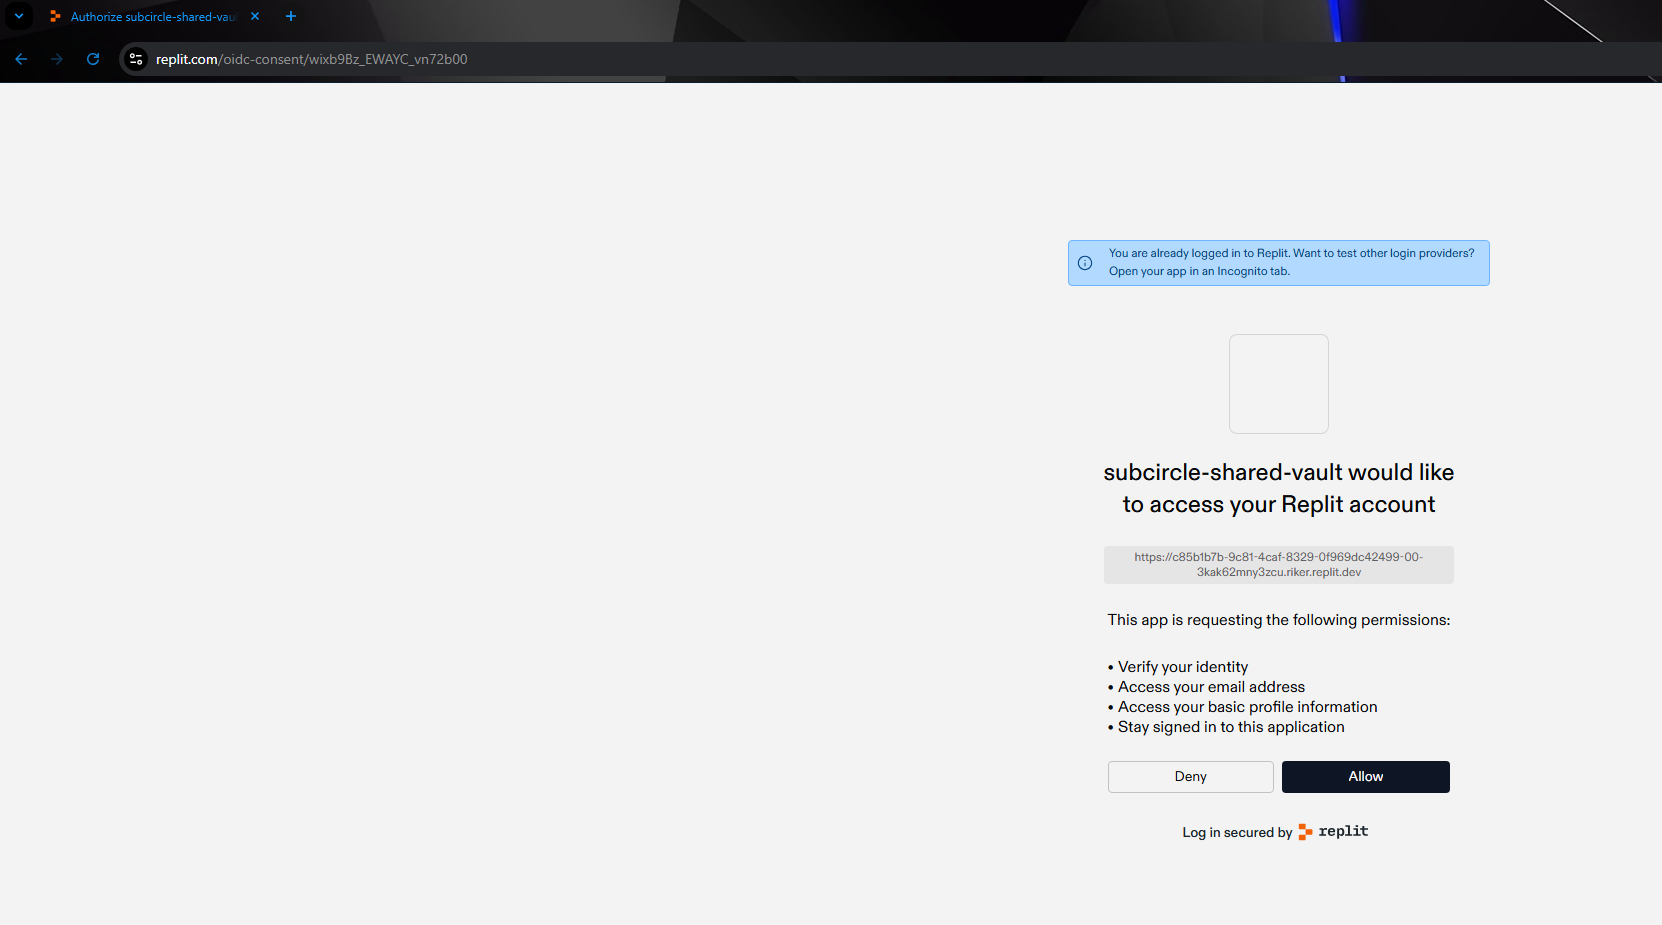 Authorize subcircle-shared-vau
replit.com/oidc-consent/wixb9Bz_EWAYC_vn72b00
You are already logged in to Replit. Want to test other login providers?
Open your app in an Incognito tab.
subcircle-shared-vault would like
to access your Replit account
https://c85b1b7b-9c81-4caf-8329-0f969dc42499-00-
3kak62mny3zcu.riker.replit.dev
This app is requesting the following permissions:
• Verify your identity
• Access your email address
• Access your basic profile information
• Stay signed in to this application
Deny
Allow
Log in secured by replit